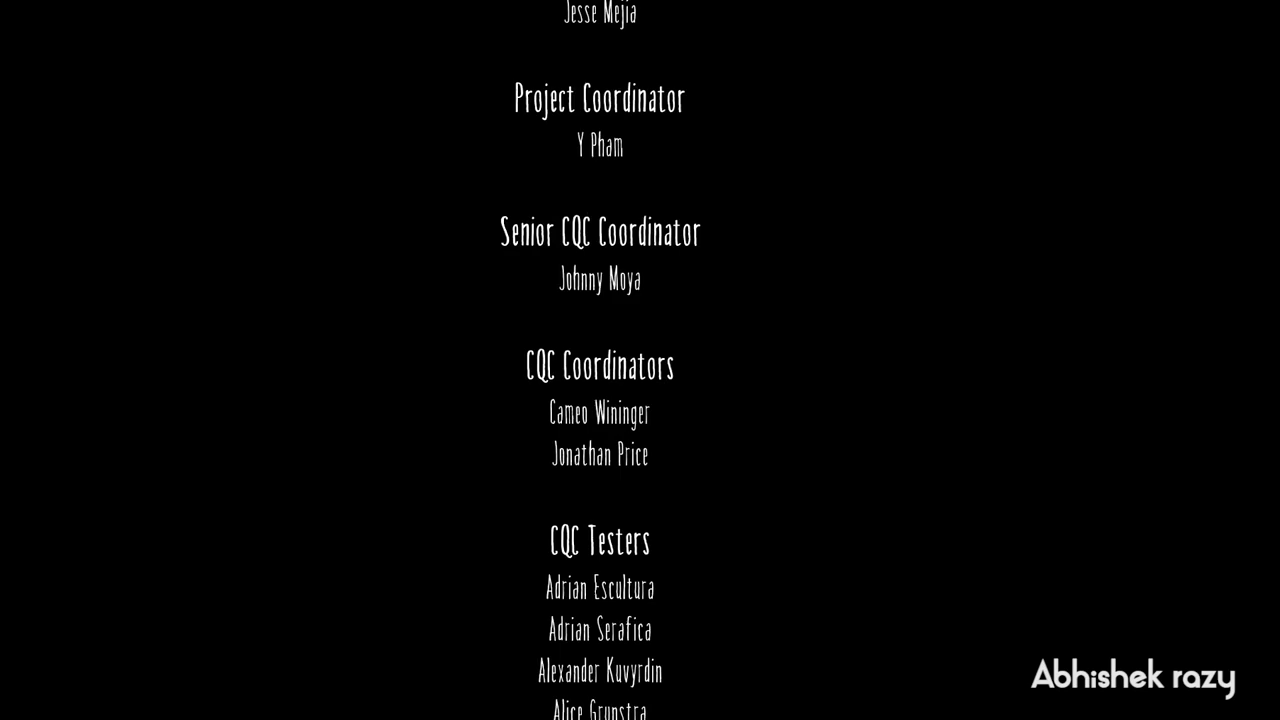 Jesse Mejia
Project Coordinator
Y Pham
Senior CQC Coordinator
Johnny Moya
CQC Coordinators
Cameo Wininger
Jonathan Price
CQC Testers
Adrian Escultura
Adrian Serafica
Alexander Kuvyrdin
Alice Grunstra
Abhishek razy